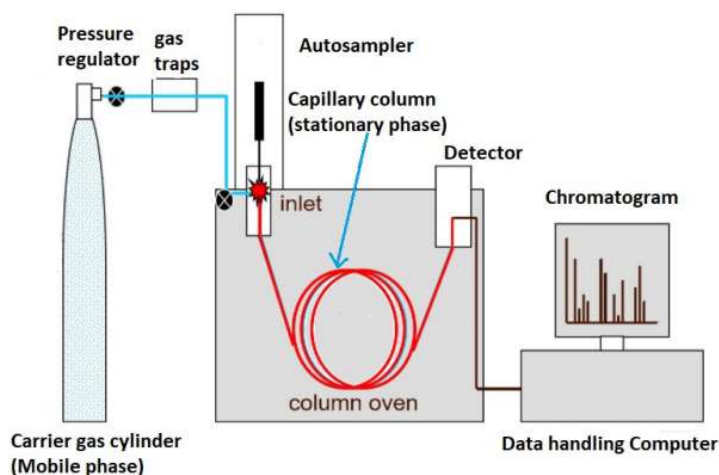 Pressure
regulator
gas
traps
Autosampler
Capillary column
(stationary phase)
Detector
Chromatogram
inlet
column oven
Carrier gas cylinder
(Mobile phase)
Data handling Computer